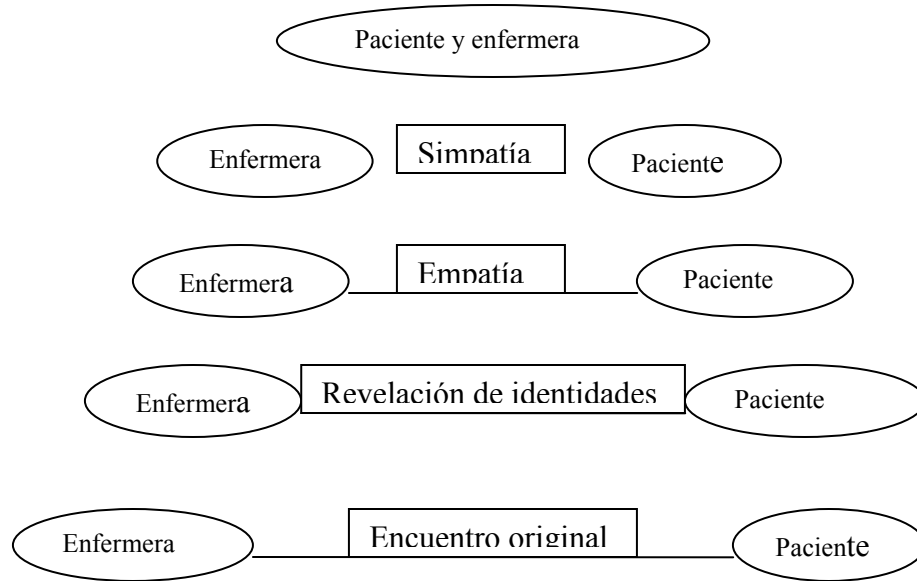 Paciente y enfermera
Enfermera Simpatía Paciente
Enfermera Empatía Paciente
Enfermera Revelación de identidades Paciente
Enfermera Encuentro original Paciente